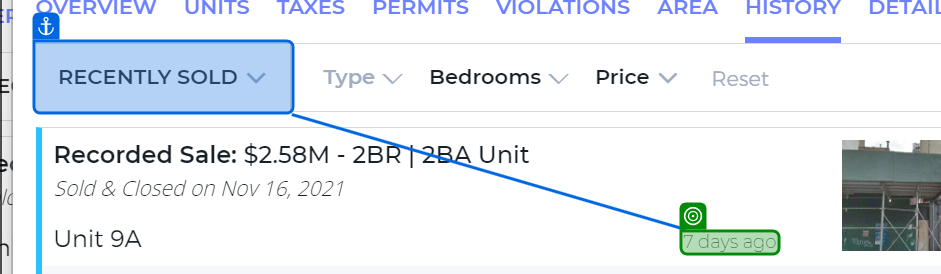 OVERVIEW UNITS TAXES PERMITS VIOLATIONS AREA HISTORY
RECENTLY SOLD Type Bedrooms Price Reset
Recorded Sale: $2.58M - 2BR | 2BA Unit
Sold & Closed on Nov 16, 2021
Unit 9A 7 days ago